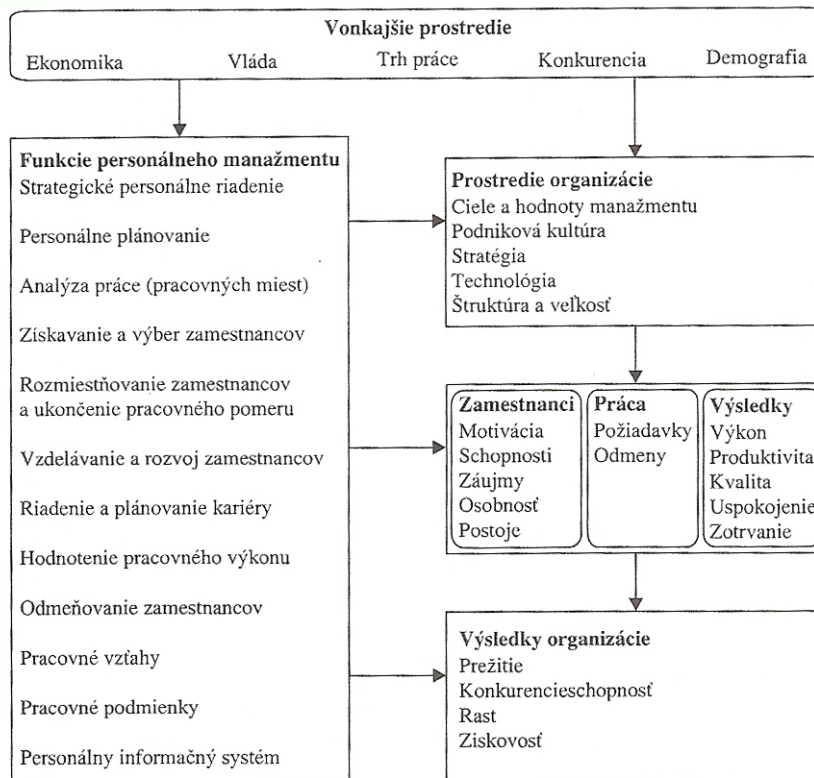 Vonkajšie prostredie
Ekonomika Vláda Trh práce Konkurencia Demografia
Funkcie personálneho manažmentu
Strategické personálne riadenie
Personálne plánovanie
Analýza práce (pracovných miest)
Získavanie a výber zamestnancov
Rozmiestňovanie zamestnancov
a ukončenie pracovného pomeru
Vzdelávanie a rozvoj zamestnancov
Riadenie a plánovanie kariéry
Hodnotenie pracovného výkonu
Odmeňovanie zamestnancov
Pracovné vzťahy
Pracovné podmienky
Personálny informačný systém
Prostredie organizácie
Ciele a hodnoty manažmentu
Podniková kultúra
Stratégia
Technológia
Štruktúra a veľkosť
Zamestnanci
Motivácia
Schopnosti
Záujmy
Osobnosť
Postoje
Práca
Požiadavky
Odmeny
Výsledky
Výkon
Produktivita
Kvalita
Uspokojenie
Zotrvanie
Výsledky organizácie
Prežitie
Konkurencieschopnosť
Rast
Ziskovosť